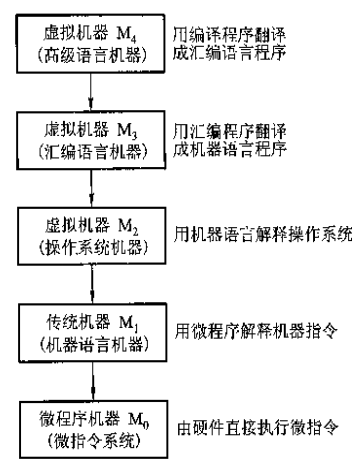 虚拟机器 M₄
(高级语言机器)
用编译程序翻译
成汇编语言程序
虚拟机器 M₃
(汇编语言机器)
用汇编程序翻译
成机器语言程序
虚拟机器 M₂
(操作系统机器)
用机器语言解释操作系统
传统机器 M₁
(机器语言机器)
用微程序解释机器指令
微程序机器 M₀
(微指令系统)
由硬件直接执行微指令